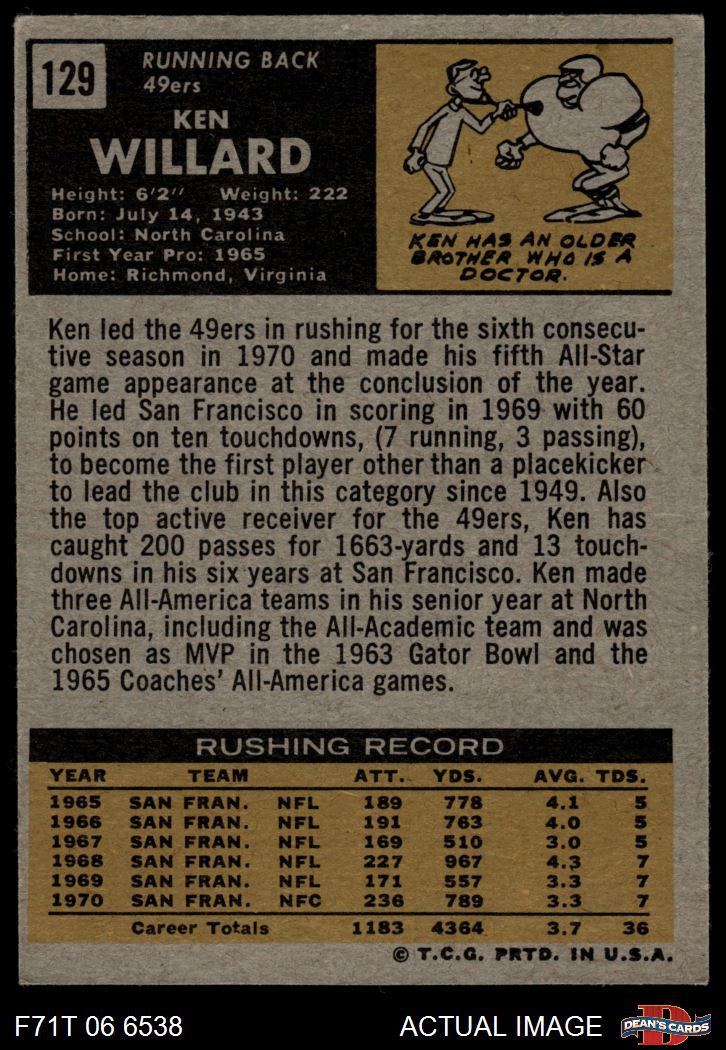 129
RUNNING BACK
49ers
KEN
WILLARD
Height: 6'2" Weight: 222
Born: July 14, 1943
School: North Carolina
First Year Pro: 1965
Home: Richmond, Virginia
KEN HAS AN OLDER
BROTHER WHO IS A
DOCTOR.
Ken led the 49ers in rushing for the sixth consecu-
tive season in 1970 and made his fifth All-Star
game appearance at the conclusion of the year.
He led San Francisco in scoring in 1969 with 60
points on ten touchdowns, (7 running, 3 passing),
to become the first player other than a placekicker
to lead the club in this category since 1949. Also
the top active receiver for the 49ers, Ken has
caught 200 passes for 1663-yards and 13 touch-
downs in his six years at San Francisco. Ken made
three All-America teams in his senior year at North
Carolina, including the All-Academic team and was
chosen as MVP in the 1963 Gator Bowl and the
1965 Coaches' All-America games.
RUSHING RECORD
YEAR TEAM ATT. YDS. AVG. TDS.
1965 SAN FRAN. NFL 189 778 4.1 5
1966 SAN FRAN. NFL 191 763 4.0 5
1967 SAN FRAN. NFL 169 510 3.0 5
1968 SAN FRAN. NFL 227 967 4.3 7
1969 SAN FRAN. NFL 171 557 3.3 7
1970 SAN FRAN. NFC 236 789 3.3 7
Career Totals 1183 4364 3.7 36
© T.C.G. PRTD. IN U.S.A.
F71T 06 6538 ACTUAL IMAGE D DEAN'S CARDS